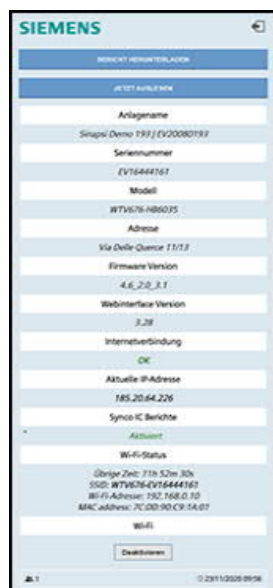 SIEMENS
BERICHT HERUNTERLADEN
JETZT AUSLESEN
Anlagename
Sinapsi Demo 193 | EV20080193
Seriennummer
EV16444161
Modell
WTV676-HB6035
Adresse
Via Delle Querce 11/13
Firmware Version
4.6_2.0_3.1
Webinterface Version
3.28
Internetverbindung
OK
Aktuelle IP-Adresse
185.20.64.226
Synco IC Berichte
Aktiviert
Wi-Fi-Status
Übrige Zeit: 11h 52m 30s
SSID: WTV676-EV16444161
Wi-Fi-Adresse: 192.168.0.10
MAC address: 7C:DD:90:C9:1A:01
Wi-Fi
Deaktivieren
1
23/11/2020 09:58